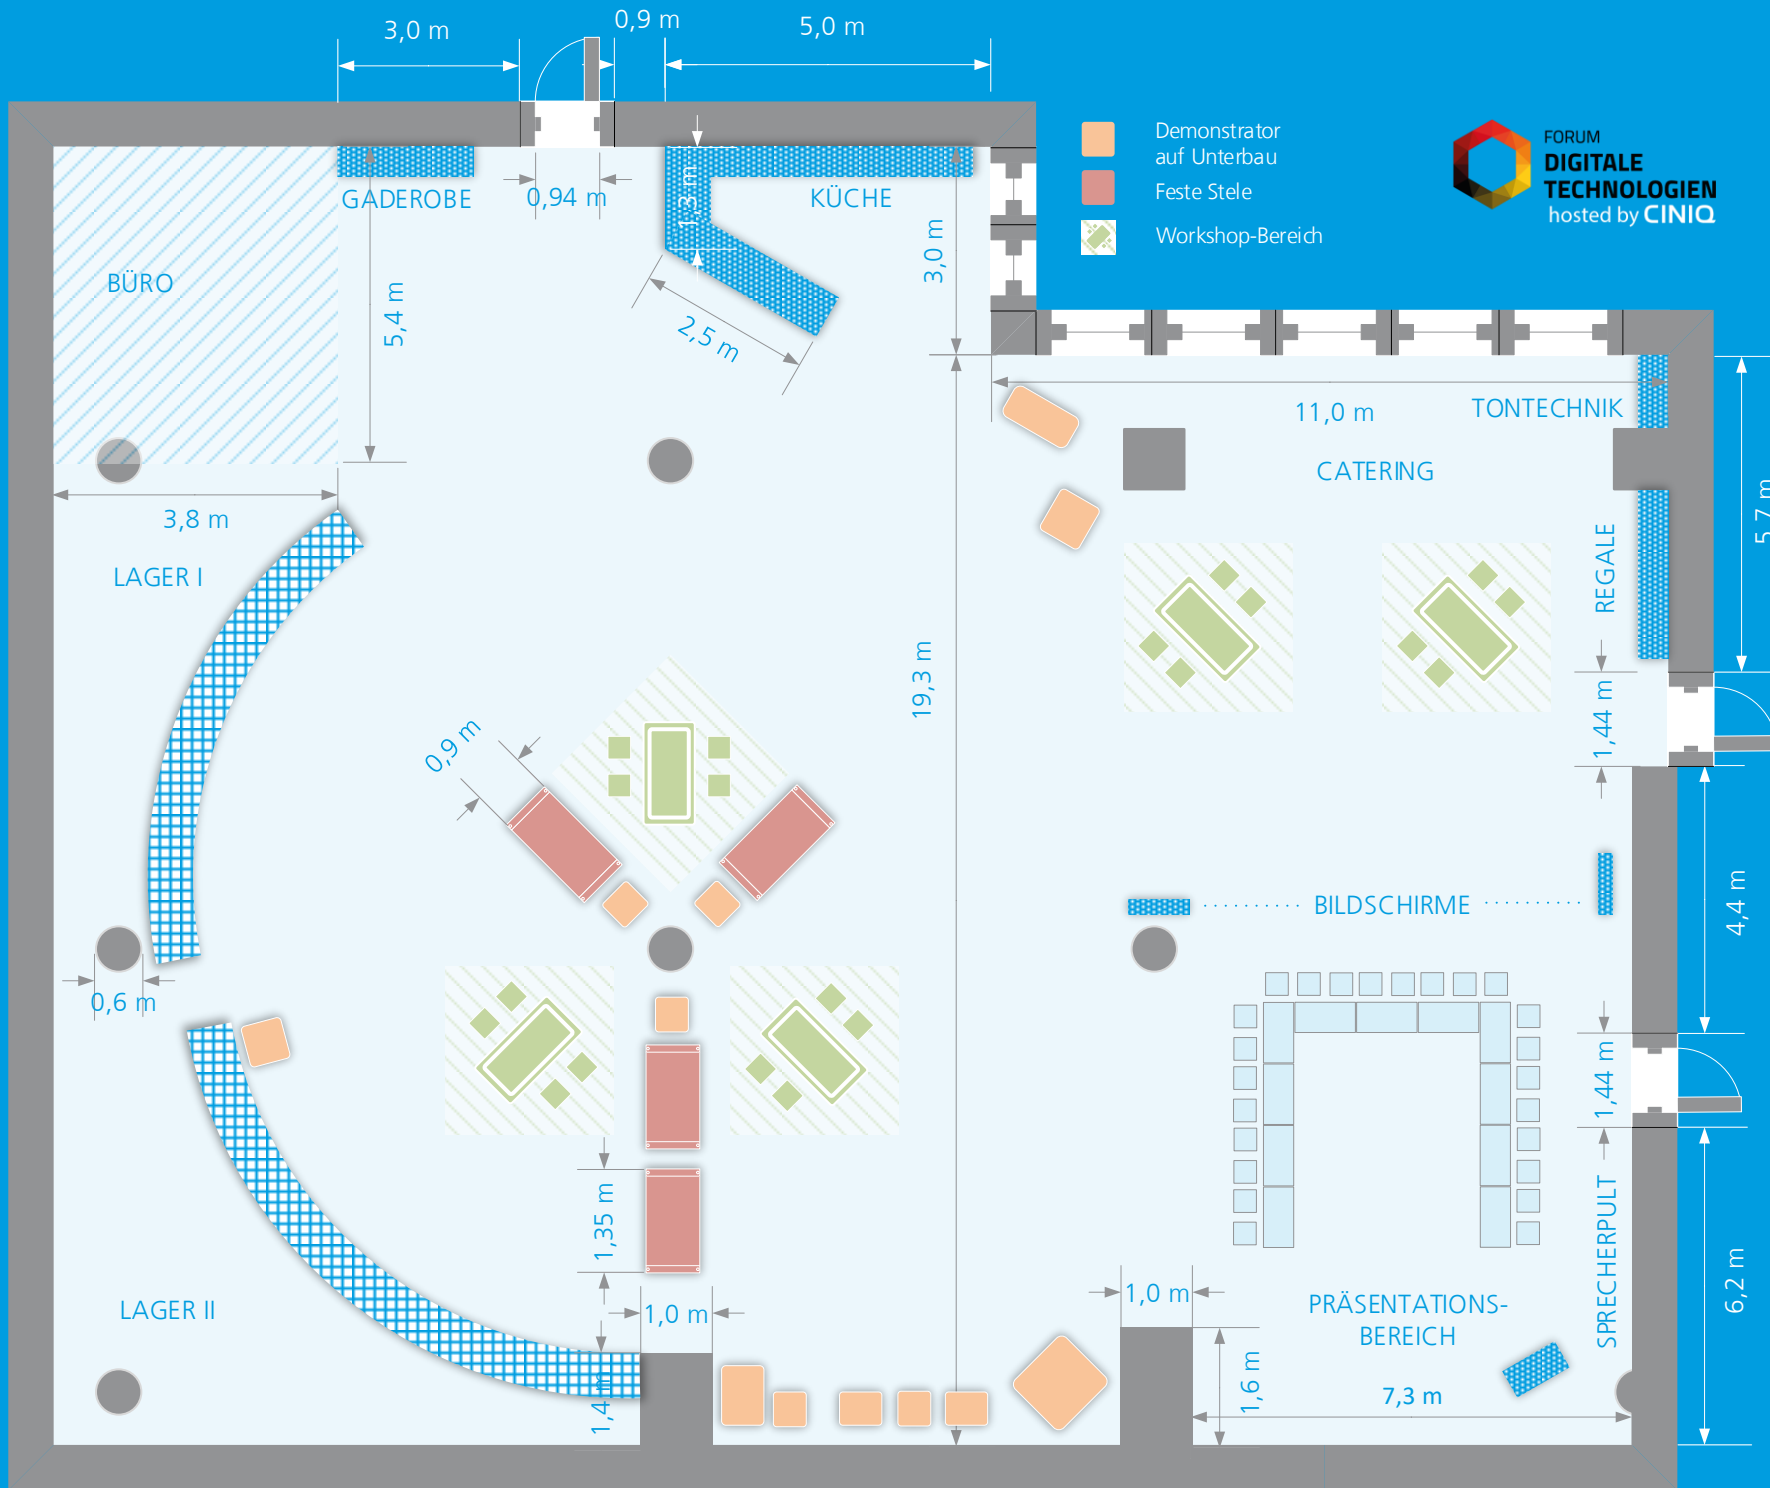 3,0 m
0,9 m
5,0 m
Demonstrator
auf Unterbau
Feste Stele
Workshop-Bereich
FORUM
DIGITALE
TECHNOLOGIEN
hosted by CINIQ
GADEROBE
0,94 m
1,3 m
KÜCHE
3,0 m
BÜRO
5,4 m
2,5 m
11,0 m
TONTECHNIK
CATERING
3,8 m
5,7 m
LAGER I
REGALE
19,3 m
1,44 m
0,9 m
BILDSCHIRME
4,4 m
0,6 m
1,44 m
1,35 m
SPRECHERPULT
LAGER II
1,0 m
1,0 m
PRÄSENTATIONS-
BEREICH
6,2 m
1,4 m
1,6 m
7,3 m